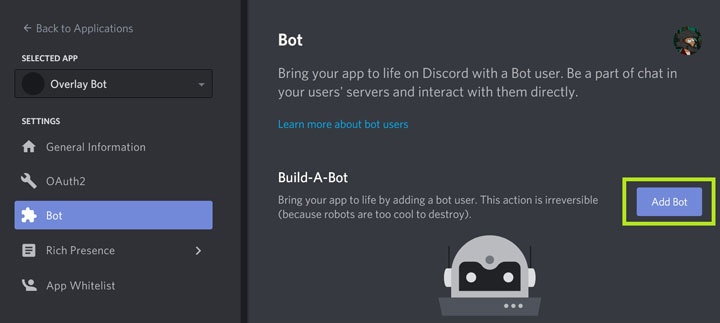 Back to Applications
SELECTED APP
Overlay Bot
SETTINGS
General Information
OAuth2
Bot
Rich Presence
App Whitelist
Bot
Bring your app to life on Discord with a Bot user. Be a part of chat in
your users' servers and interact with them directly.
Learn more about bot users
Build-A-Bot
Bring your app to life by adding a bot user. This action is irreversible
(because robots are too cool to destroy).
Add Bot